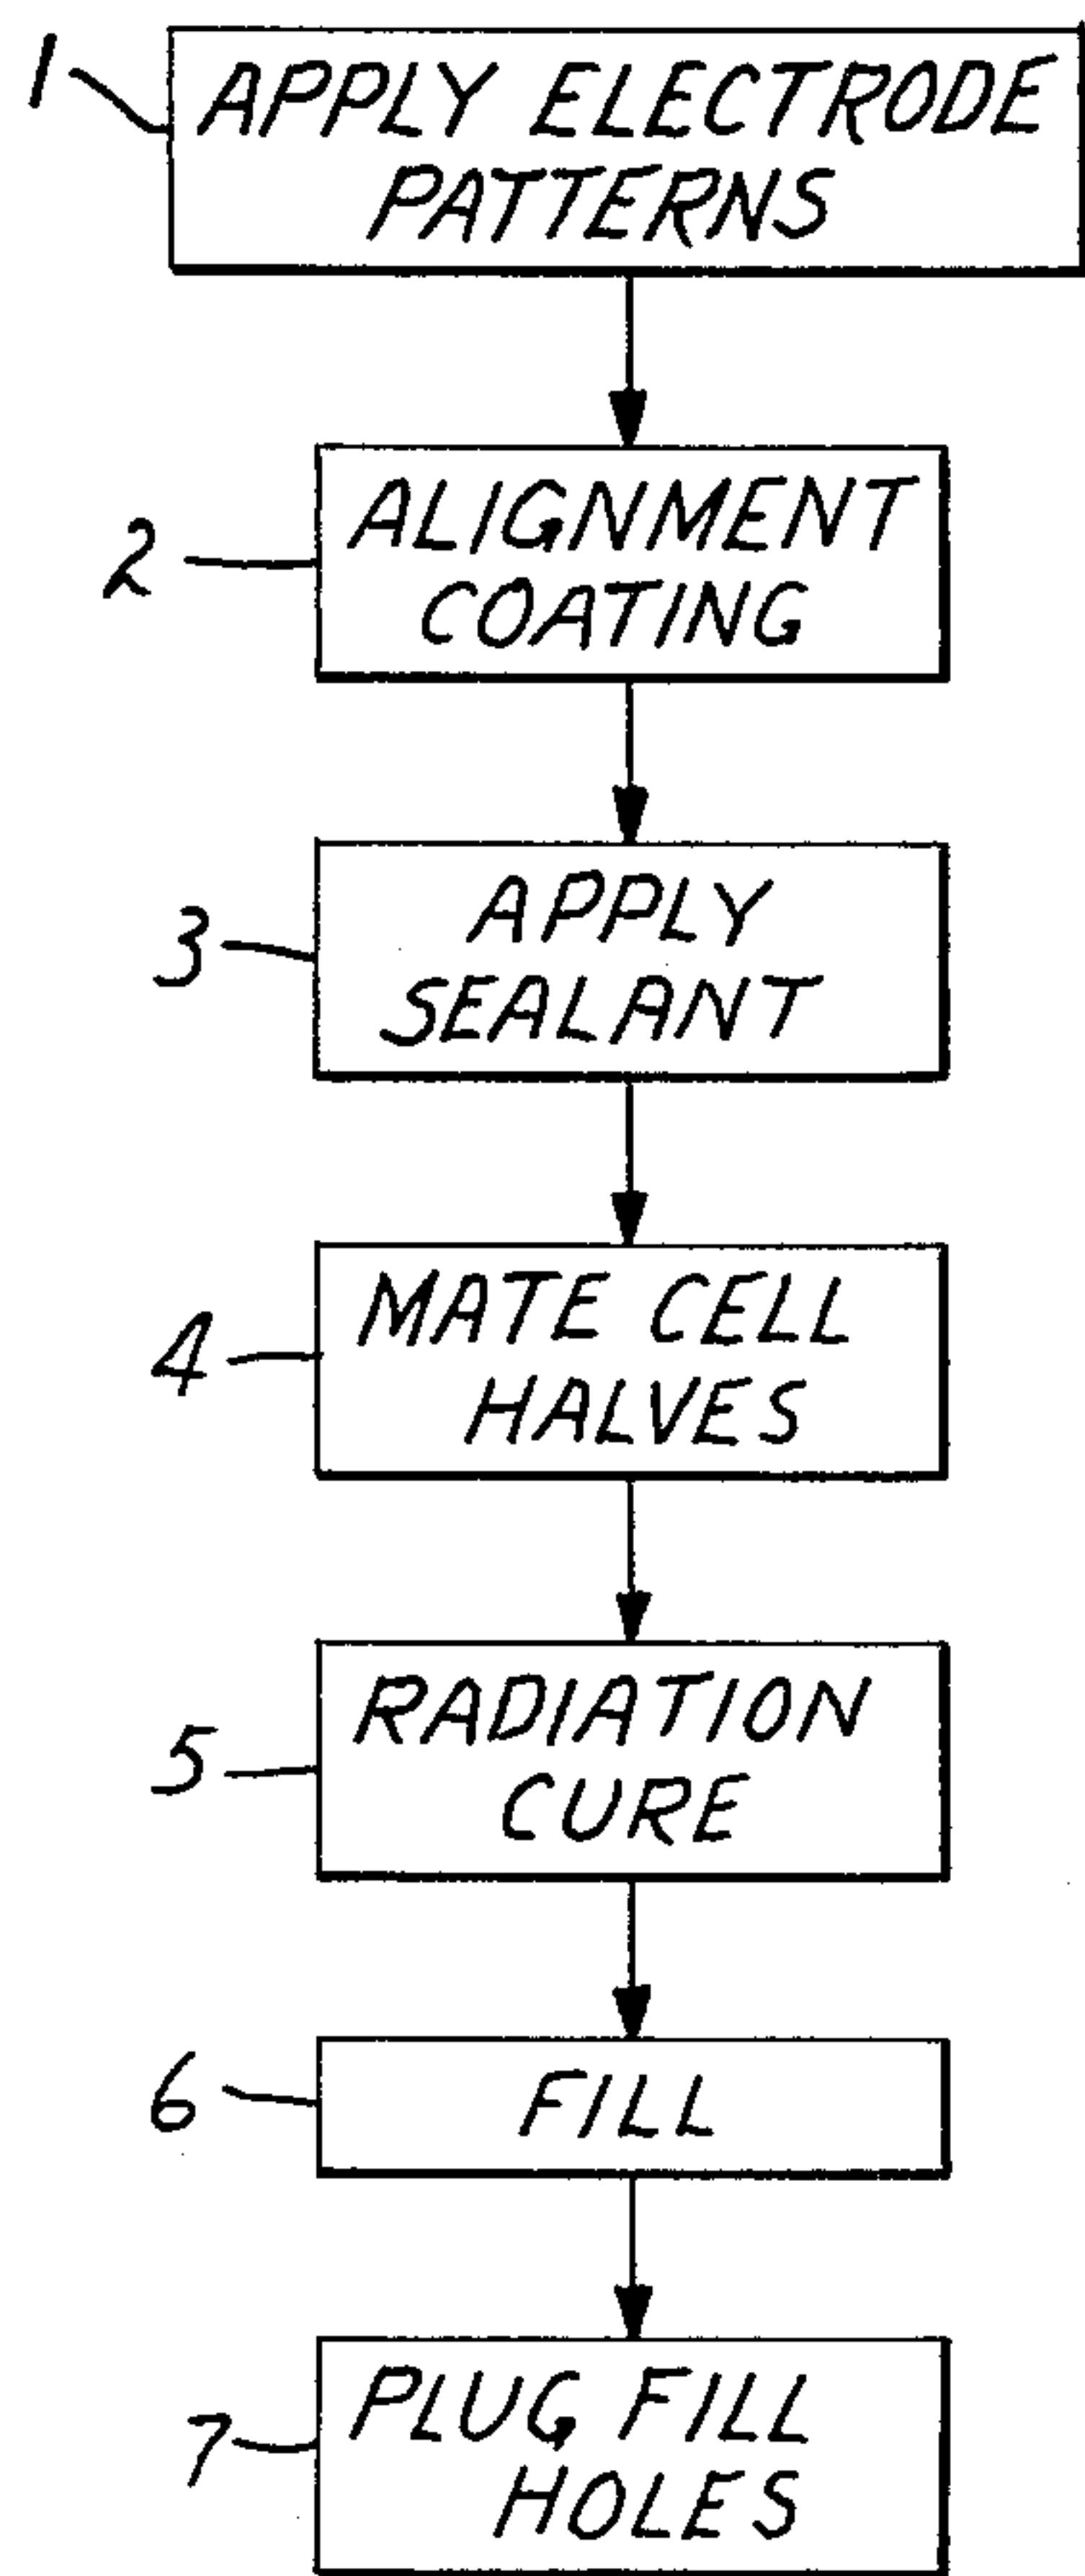 1
APPLY ELECTRODE
PATTERNS
2
ALIGNMENT
COATING
3
APPLY
SEALANT
4
MATE CELL
HALVES
5
RADIATION
CURE
6
FILL
7
PLUG FILL
HOLES